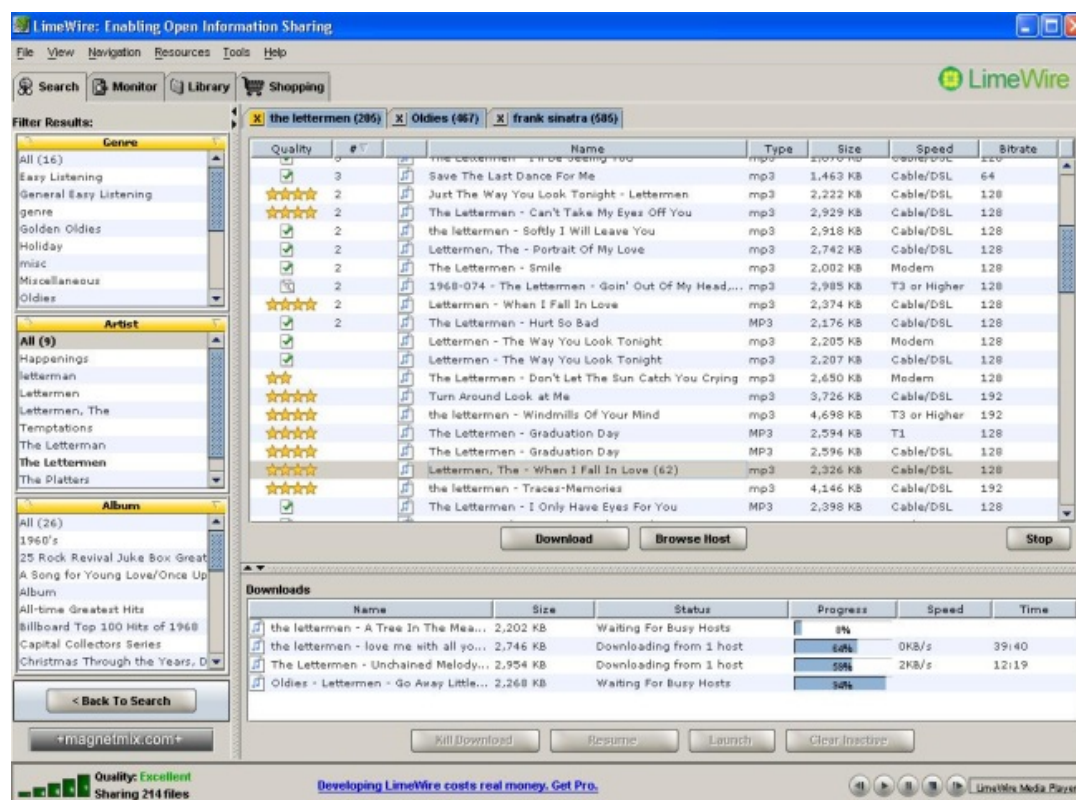 LimeWire: Enabling Open Information Sharing
File View Navigation Resources Tools Help
Search Monitor Library Shopping
LimeWire
Filter Results:
x the lettermen (285) x Oldies (467) x frank sinatra (585)
Genre
All (16)
Easy Listening
General Easy Listening
genre
Golden Oldies
Holiday
misc
Miscellaneous
Oldies
Artist
All (9)
Happenings
letterman
Lettermen
Lettermen, The
Temptations
The Letterman
The Lettermen
The Platters
Album
All (26)
1960's
25 Rock Revival Juke Box Great
A Song for Young Love/Once Up
Album
All-time Greatest Hits
Billboard Top 100 Hits of 1968
Capital Collectors Series
Christmas Through the Years, D
< Back To Search
+magnetmix.com+
Quality # Name Type Size Speed Bitrate
The Lettermen - I'll Be Seeing You mp3
3 Save The Last Dance For Me mp3 1,463 KB Cable/DSL 64
2 Just The Way You Look Tonight - Lettermen mp3 2,222 KB Cable/DSL 128
2 The Lettermen - Can't Take My Eyes Off You mp3 2,929 KB Cable/DSL 128
2 the lettermen - Softly I Will Leave You mp3 2,918 KB Cable/DSL 128
2 Lettermen, The - Portrait Of My Love mp3 2,742 KB Cable/DSL 128
2 The Lettermen - Smile mp3 2,002 KB Modem 128
2 1968-074 - The Lettermen - Goin' Out Of My Head,... mp3 2,985 KB T3 or Higher 128
2 Lettermen - When I Fall In Love mp3 2,374 KB Cable/DSL 128
2 The Lettermen - Hurt So Bad MP3 2,176 KB Cable/DSL 128
Lettermen - The Way You Look Tonight mp3 2,205 KB Modem 128
Lettermen - The Way You Look Tonight mp3 2,207 KB Cable/DSL 128
The Lettermen - Don't Let The Sun Catch You Crying mp3 2,650 KB Modem 128
Turn Around Look at Me mp3 3,726 KB Cable/DSL 192
the lettermen - Windmills Of Your Mind mp3 4,698 KB T3 or Higher 192
The Lettermen - Graduation Day MP3 2,594 KB T1 128
The Lettermen - Graduation Day MP3 2,596 KB Cable/DSL 128
Lettermen, The - When I Fall In Love (62) mp3 2,326 KB Cable/DSL 128
the lettermen - Traces-Memories mp3 4,146 KB Cable/DSL 192
The Lettermen - I Only Have Eyes For You MP3 2,398 KB Cable/DSL 128
Download Browse Host Stop
Downloads
Name Size Status Progress Speed Time
the lettermen - A Tree In The Mea... 2,202 KB Waiting For Busy Hosts
the lettermen - love me with all yo... 2,746 KB Downloading from 1 host 64% 0KB/s 39:40
The Lettermen - Unchained Melody... 2,954 KB Downloading from 1 host 2KB/s 12:19
Oldies - Lettermen - Go Away Little... 2,268 KB Waiting For Busy Hosts 94%
Kill Download Resume Launch Clear Inactive
Quality: Excellent
Sharing 214 files
Developing LimeWire costs real money. Get Pro.
LimeWire Media Player